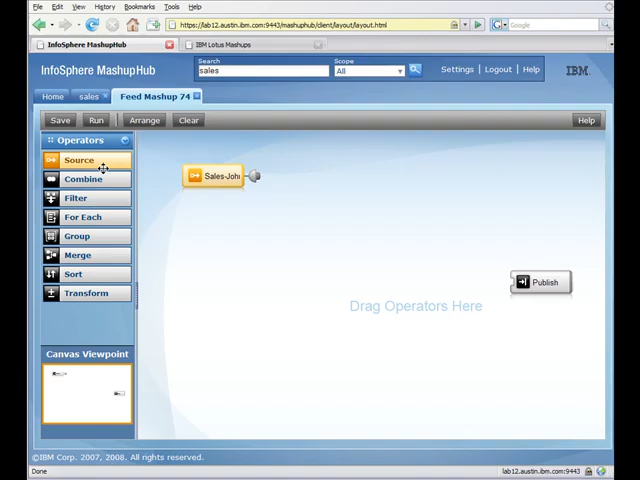 File Edit View History Bookmarks Tools Help
https://lab12.austin.ibm.com:9443/mashuphub/client/layout/layout.html
Google
InfoSphere MashupHub
IBM Lotus Mashups
InfoSphere MashupHub
Search
sales
Scope
All
Settings Logout Help
IBM
Home
sales
Feed Mashup 74
Save Run Arrange Clear Help
Operators
Source
Combine
Filter
For Each
Group
Merge
Sort
Transform
Sales-John
Publish
Drag Operators Here
Canvas Viewpoint
©IBM Corp. 2007, 2008. All rights reserved.
Done
lab12.austin.ibm.com:9443